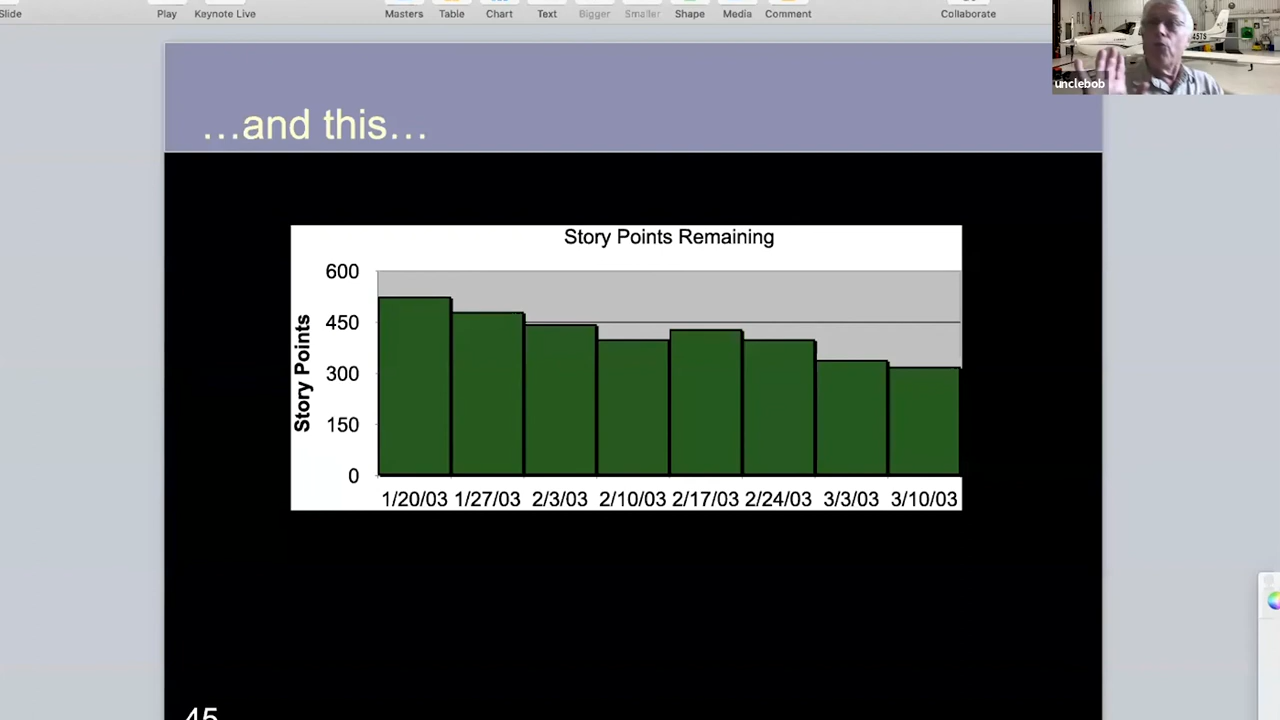 Slide Play Keynote Live Masters Table Chart Text Bigger Smaller Shape Media Comment Collaborate
unclebob
…and this…
Story Points Remaining
Story Points
600
450
300
150
0
1/20/03 1/27/03 2/3/03 2/10/03 2/17/03 2/24/03 3/3/03 3/10/03
45